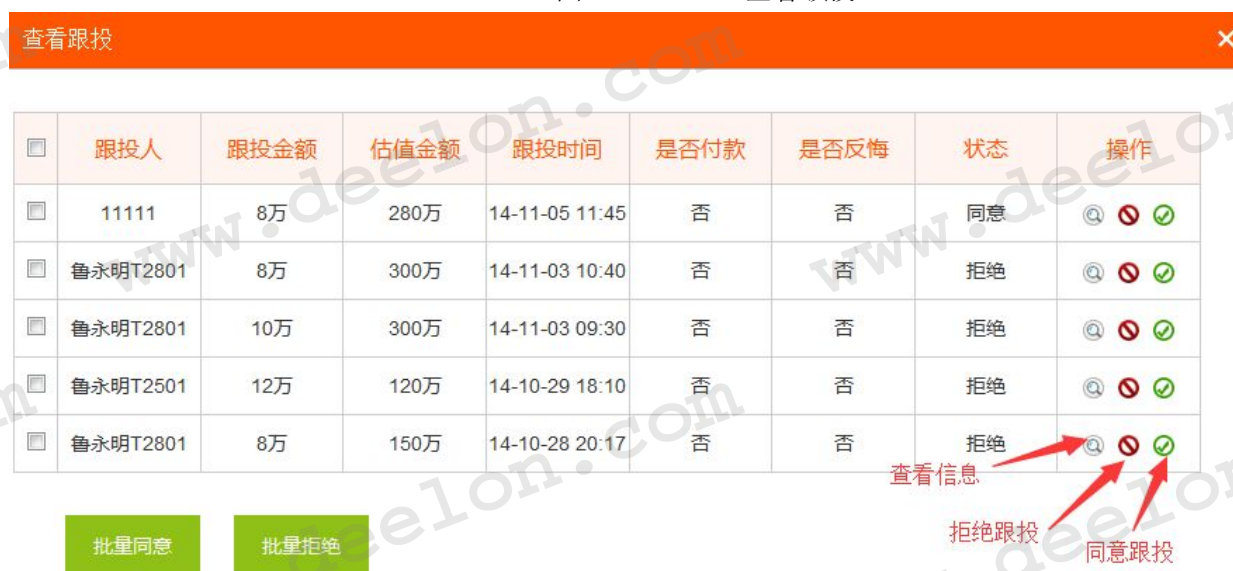 查看跟投
跟投人 跟投金额 估值金额 跟投时间 是否付款 是否反悔 状态 操作
11111 8万 280万 14-11-05 11:45 否 否 同意
鲁永明T2801 8万 300万 14-11-03 10:40 否 否 拒绝
鲁永明T2801 10万 300万 14-11-03 09:30 否 否 拒绝
鲁永明T2501 12万 120万 14-10-29 18:10 否 否 拒绝
鲁永明T2801 8万 150万 14-10-28 20:17 否 否 拒绝
查看信息
拒绝跟投
同意跟投
批量同意 批量拒绝
www.deelon.com
www.deelon.com